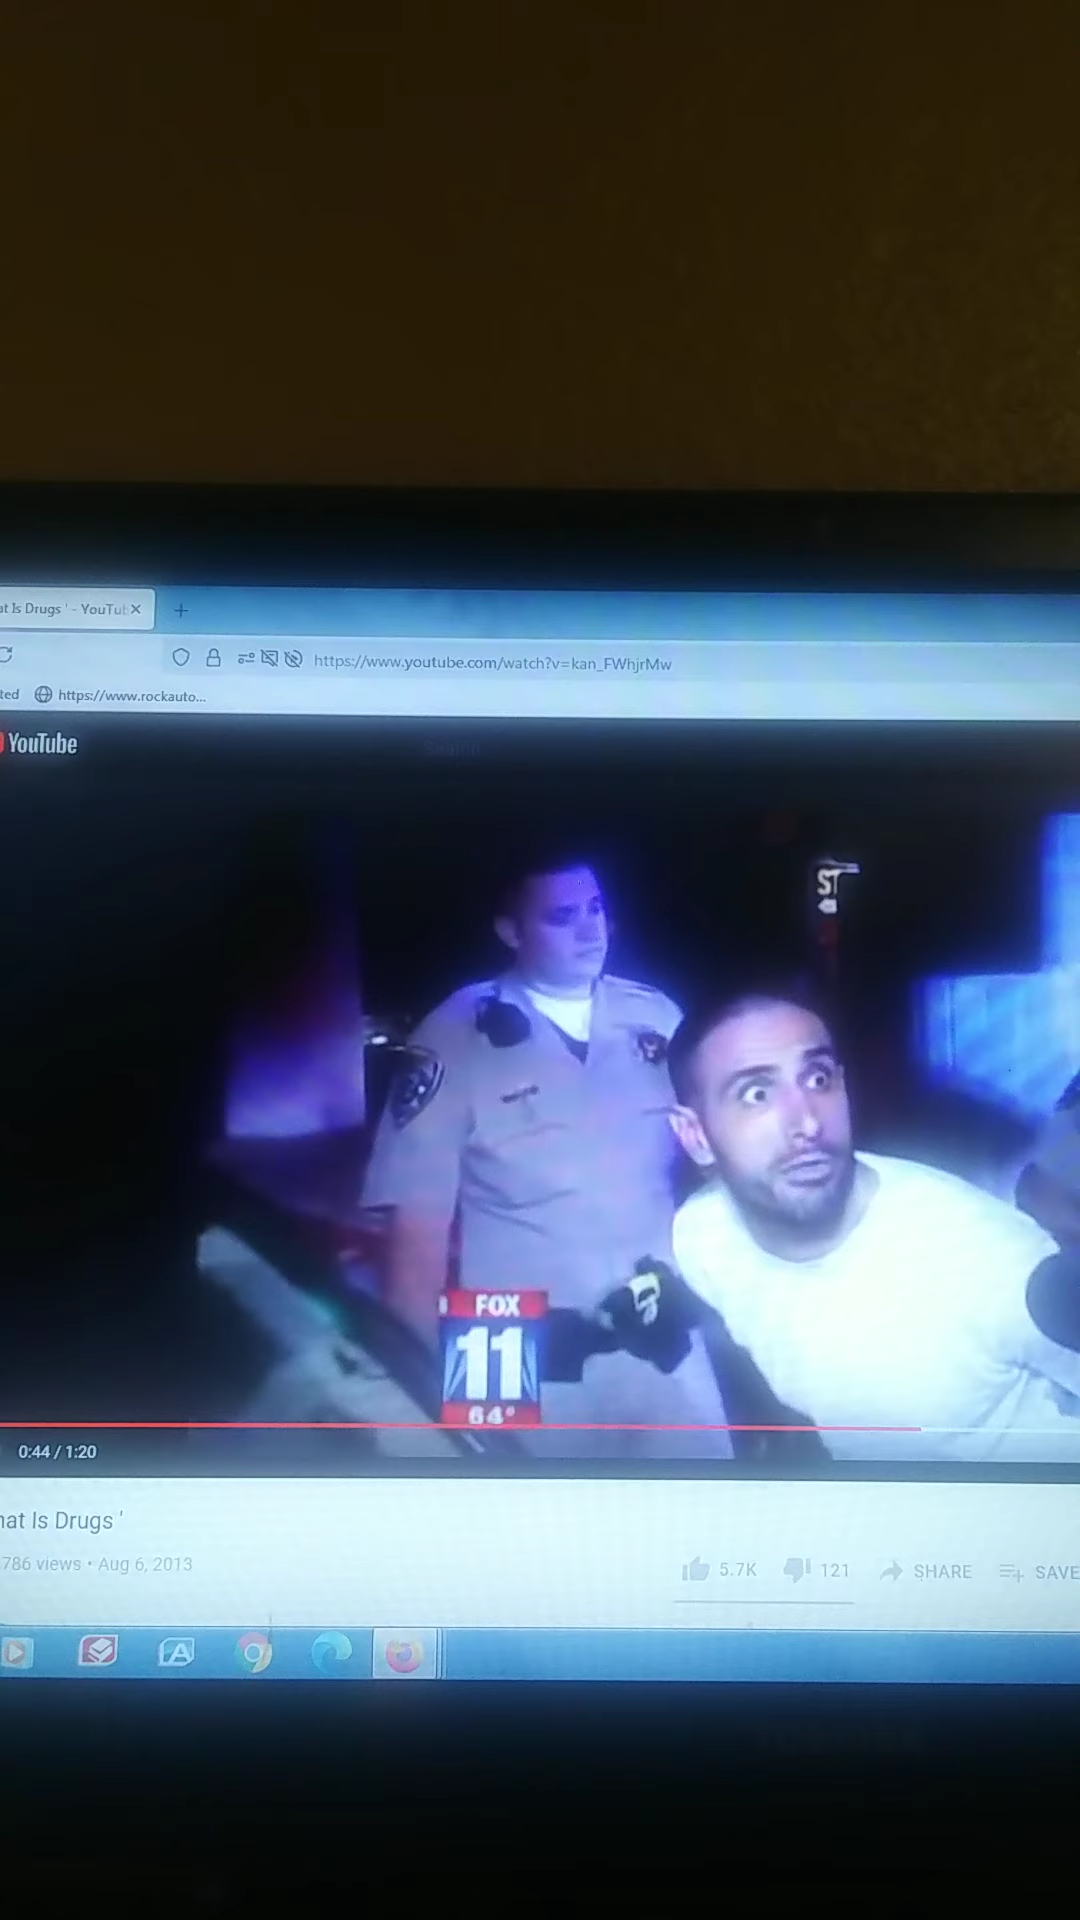 at Is Drugs ' - YouTub
https://www.youtube.com/watch?v=kan_FWhjrMw
ted https://www.rockauto...
YouTube
Search
ST
FOX
11
64°
0:44 / 1:20
hat Is Drugs '
786 views • Aug 6, 2013
5.7K 121 SHARE SAVE